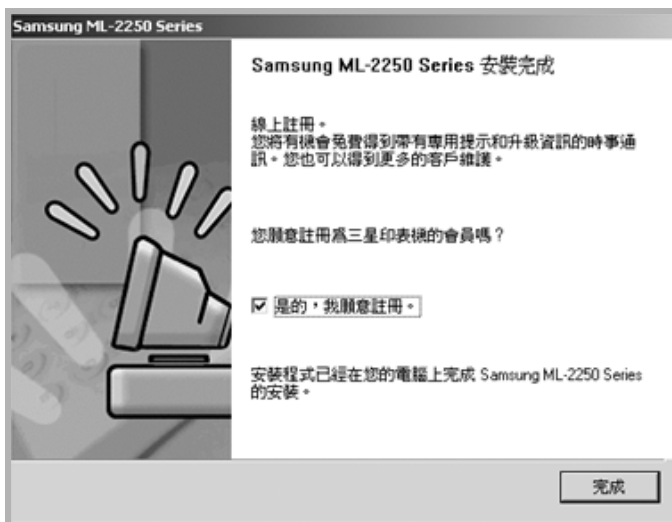 Samsung ML-2250 Series
Samsung ML-2250 Series 安裝完成
線上註冊。
您將有機會免費得到帶有專用提示和升級資訊的時事通
訊。您也可以得到更多的客戶維護。
您願意註冊為三星印表機的會員嗎？
是的，我願意註冊。
安裝程式已經在您的電腦上完成 Samsung ML-2250 Series
的安裝。
完成